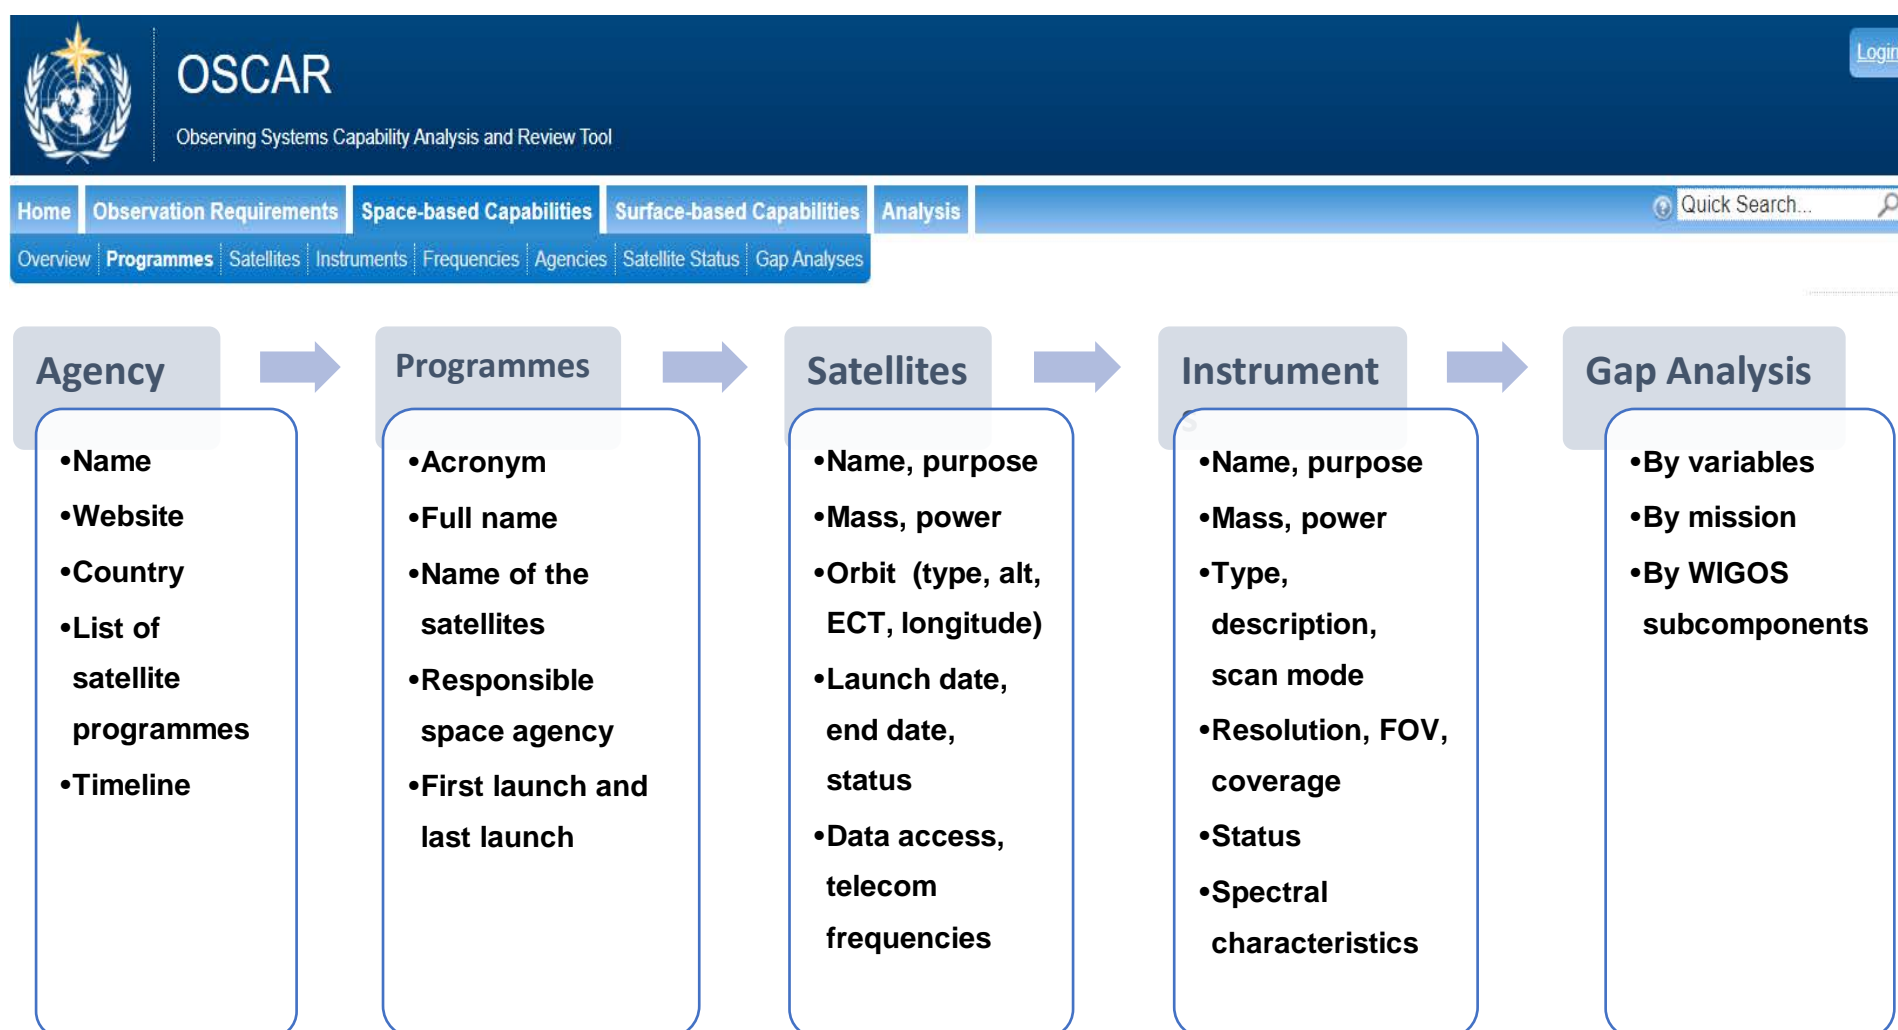 OSCAR
Observing Systems Capability Analysis and Review Tool
Login
Home Observation Requirements Space-based Capabilities Surface-based Capabilities Analysis
Quick Search...
Overview Programmes Satellites Instruments Frequencies Agencies Satellite Status Gap Analyses
Agency
•Name
•Website
•Country
•List of
satellite
programmes
•Timeline
Programmes
•Acronym
•Full name
•Name of the
satellites
•Responsible
space agency
•First launch and
last launch
Satellites
•Name, purpose
•Mass, power
•Orbit (type, alt,
ECT, longitude)
•Launch date,
end date,
status
•Data access,
telecom
frequencies
Instrument
s
•Name, purpose
•Mass, power
•Type,
description,
scan mode
•Resolution, FOV,
coverage
•Status
•Spectral
characteristics
Gap Analysis
•By variables
•By mission
•By WIGOS
subcomponents